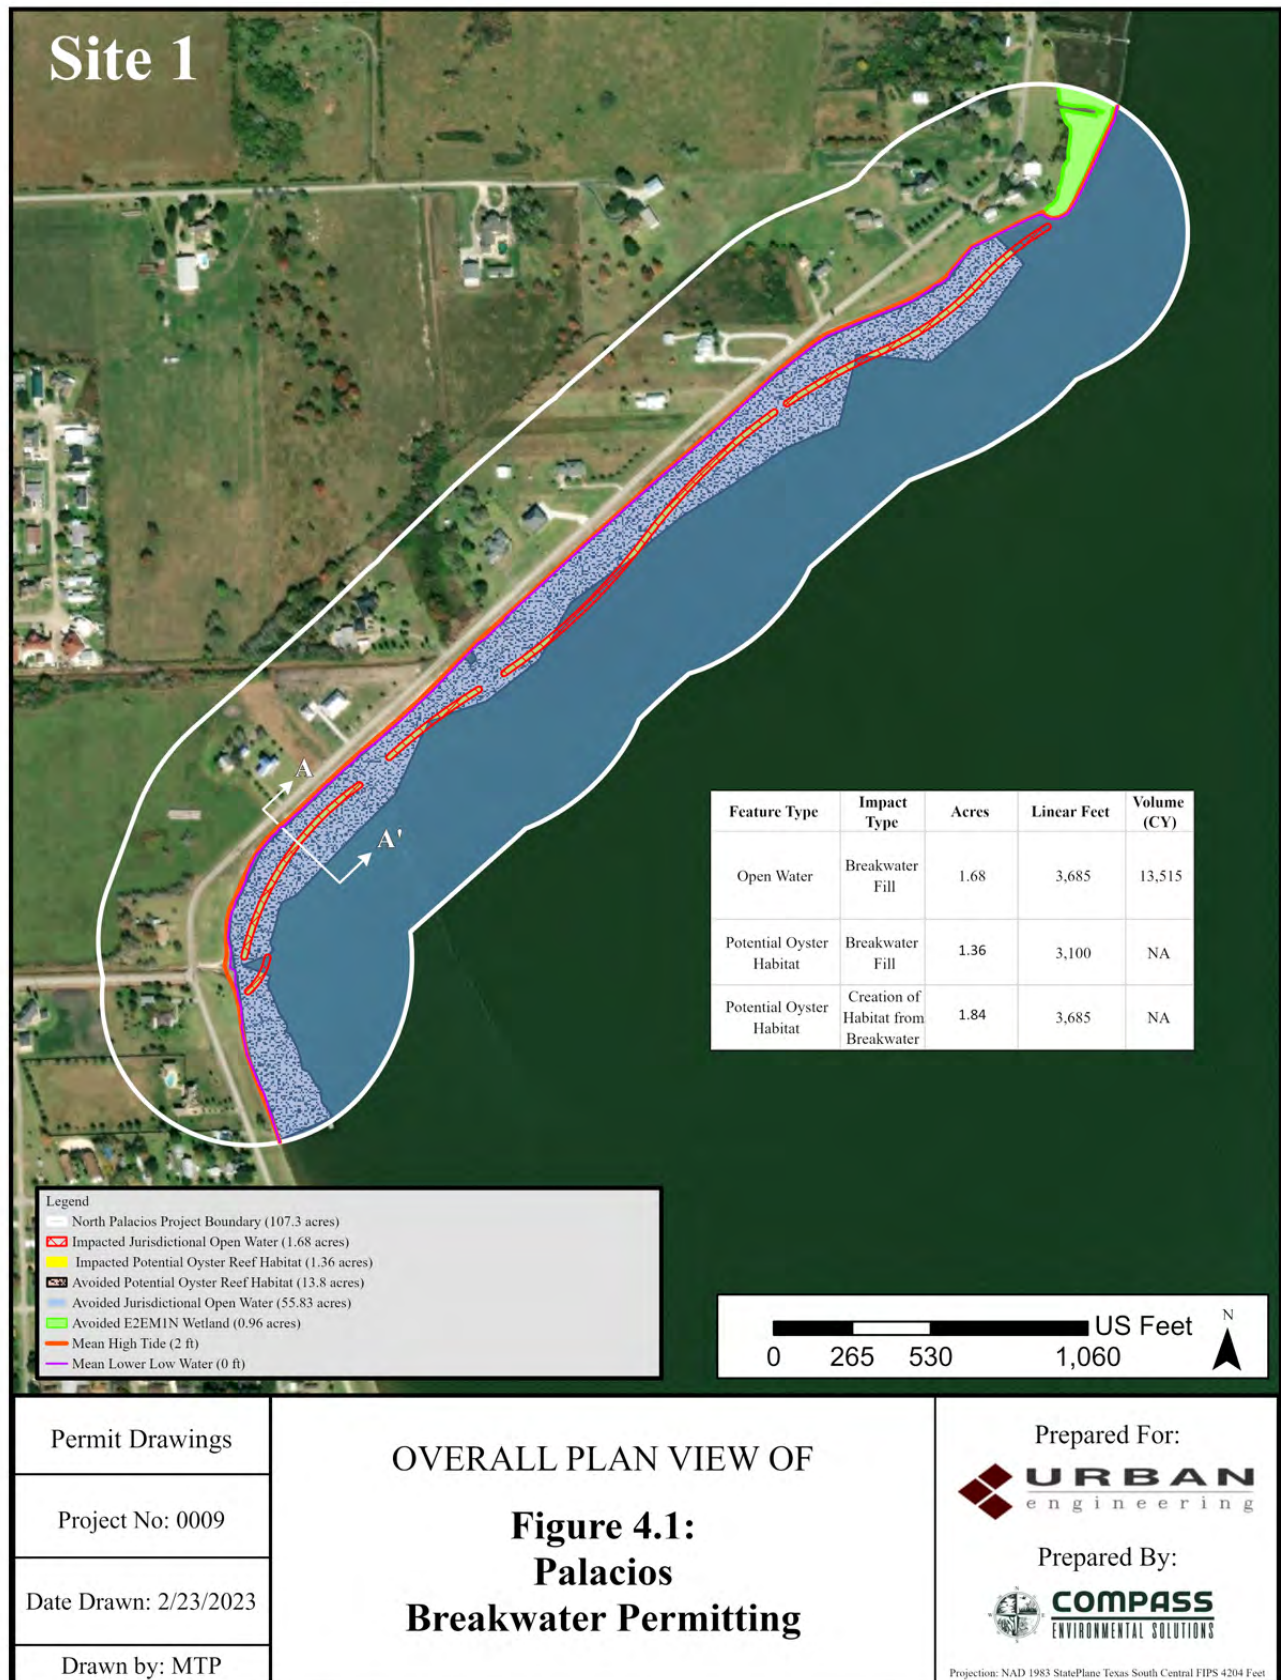 Site 1
A
A'
Feature Type Impact Type Acres Linear Feet Volume (CY)
Open Water Breakwater Fill 1.68 3,685 13,515
Potential Oyster Habitat Breakwater Fill 1.36 3,100 NA
Potential Oyster Habitat Creation of Habitat from Breakwater 1.84 3,685 NA
Legend
North Palacios Project Boundary (107.3 acres)
Impacted Jurisdictional Open Water (1.68 acres)
Impacted Potential Oyster Reef Habitat (1.36 acres)
Avoided Potential Oyster Reef Habitat (13.8 acres)
Avoided Jurisdictional Open Water (55.83 acres)
Avoided E2EM1N Wetland (0.96 acres)
Mean High Tide (2 ft)
Mean Lower Low Water (0 ft)
US Feet
0 265 530 1,060
N
Permit Drawings
Project No: 0009
Date Drawn: 2/23/2023
Drawn by: MTP
OVERALL PLAN VIEW OF
Figure 4.1:
Palacios
Breakwater Permitting
Prepared For:
URBAN
engineering
Prepared By:
COMPASS
ENVIRONMENTAL SOLUTIONS
Projection: NAD 1983 StatePlane Texas South Central FIPS 4204 Feet